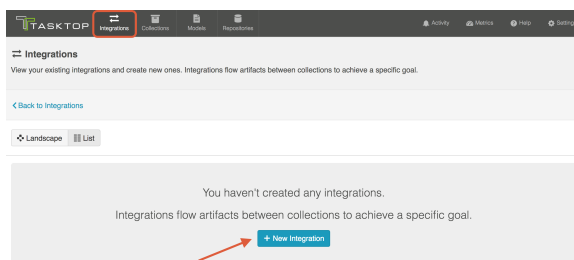 TASKTOP
Integrations Collections Models Repositories Activity Metrics Help Setting
Integrations
View your existing integrations and create new ones. Integrations flow artifacts between collections to achieve a specific goal.
Back to Integrations
Landscape List
You haven't created any integrations.
Integrations flow artifacts between collections to achieve a specific goal.
+ New Integration